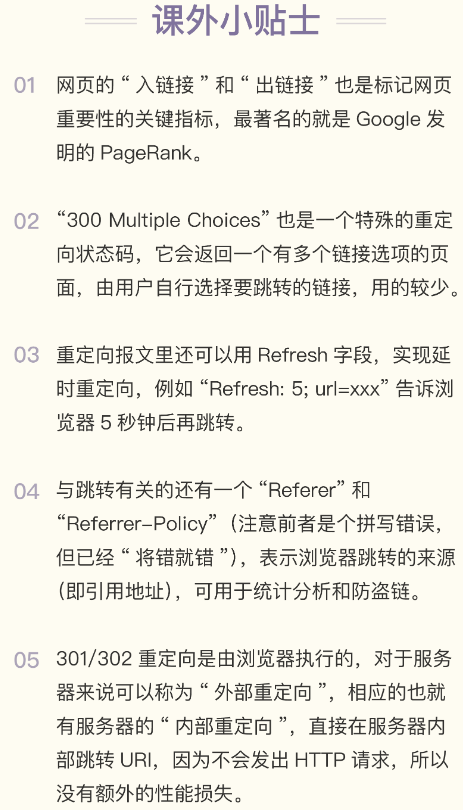 课外小贴士
01 网页的“入链接”和“出链接”也是标记网页
重要性的关键指标，最著名的就是 Google 发
明的 PageRank。
02 “300 Multiple Choices”也是一个特殊的重定
向状态码，它会返回一个有多个链接选项的页
面，由用户自行选择要跳转的链接，用的较少。
03 重定向报文里还可以用 Refresh 字段，实现延
时重定向，例如“Refresh: 5; url=xxx”告诉浏
览器 5 秒钟后再跳转。
04 与跳转有关的还有一个“Referer”和
“Referrer-Policy”（注意前者是个拼写错误，
但已经“将错就错”），表示浏览器跳转的来源
（即引用地址），可用于统计分析和防盗链。
05 301/302 重定向是由浏览器执行的，对于服务
器来说可以称为“外部重定向”，相应的也就
有服务器的“内部重定向”，直接在服务器内
部跳转 URI，因为不会发出 HTTP 请求，所以
没有额外的性能损失。